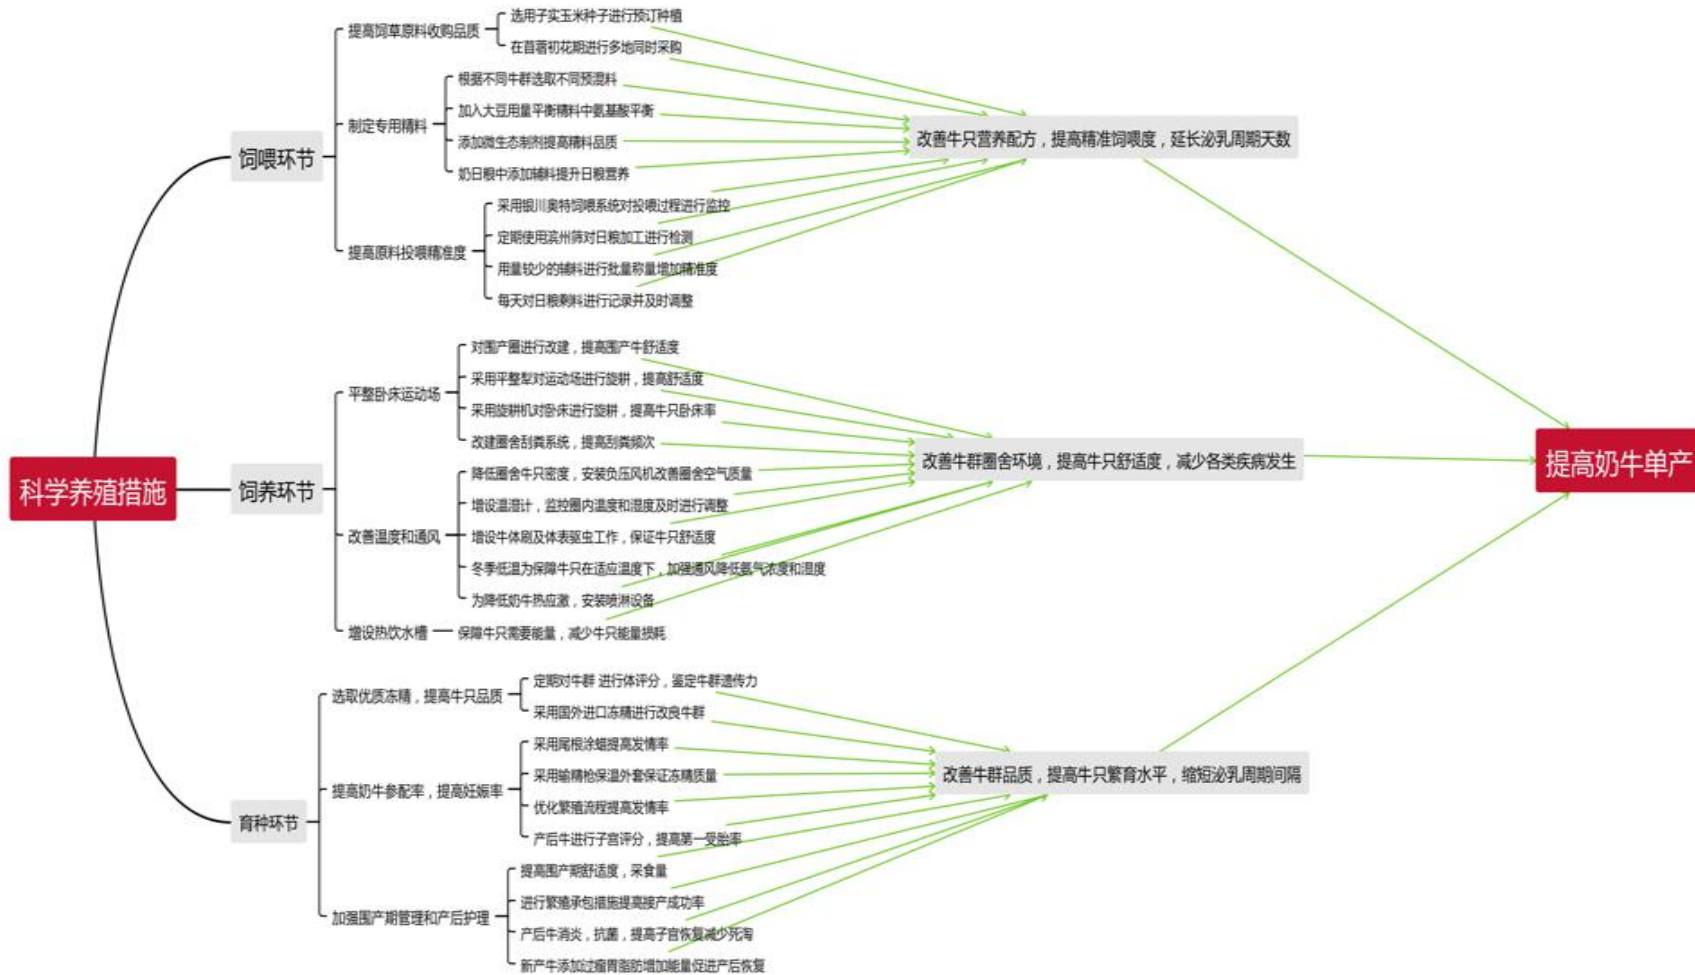 科学养殖措施
饲喂环节
提高饲草原料收购品质
选用子实玉米种子进行预订种植
在苜蓿初花期进行多地同时采购
制定专用精料
根据不同牛群选取不同预混料
加入大豆用量平衡精料中氨基酸平衡
添加微生态制剂提高精料品质
奶日粮中添加辅料提升日粮营养
提高原料投喂精准度
采用银川奥特饲喂系统对投喂过程进行监控
定期使用滨州筛对日粮加工进行检测
用量较少的辅料进行批量称量增加精准度
每天对日粮剩料进行记录并及时调整
改善牛只营养配方，提高精准饲喂度，延长泌乳周期天数
饲养环节
平整卧床运动场
对围产圈进行改建，提高围产牛舒适度
采用平整犁对运动场进行旋耕，提高舒适度
采用旋耕机对卧床进行旋耕，提高牛只卧床率
改建圈舍刮粪系统，提高刮粪频次
改善温度和通风
降低圈舍牛只密度，安装负压风机改善圈舍空气质量
增设温湿计，监控圈内温度和湿度及时进行调整
增设牛体刷及体表驱虫工作，保证牛只舒适度
冬季低温为保障牛只在适应温度下，加强通风降低氨气浓度和湿度
为降低奶牛热应激，安装喷淋设备
增设热饮水槽
保障牛只需要能量，减少牛只能量损耗
改善牛群圈舍环境，提高牛只舒适度，减少各类疾病发生
育种环节
选取优质冻精，提高牛只品质
定期对牛群 进行体评分，鉴定牛群遗传力
采用国外进口冻精进行改良牛群
提高奶牛参配率，提高妊娠率
采用尾根涂蜡提高发情率
采用输精枪保温外套保证冻精质量
优化繁殖流程提高发情率
产后牛进行子宫评分，提高第一受胎率
加强围产期管理和产后护理
提高围产期舒适度，采食量
进行繁殖承包措施提高接产成功率
产后牛消炎，抗菌，提高子宫恢复减少死淘
新产牛添加过瘤胃脂肪增加能量促进产后恢复
改善牛群品质，提高牛只繁育水平，缩短泌乳周期间隔
提高奶牛单产